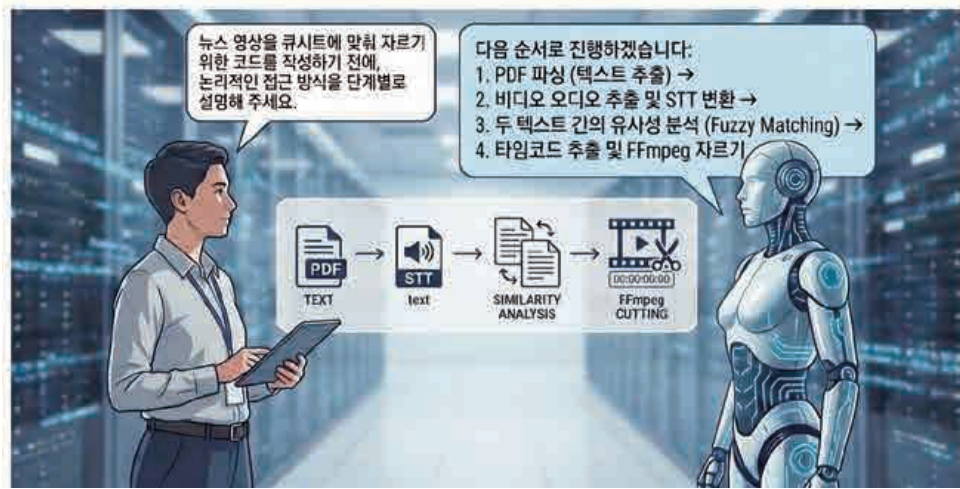 뉴스 영상을 큐시트에 맞춰 자르기
위한 코드를 작성하기 전에,
논리적인 접근 방식을 단계별로
설명해 주세요.
다음 순서로 진행하겠습니다:
1. PDF 파싱 (텍스트 추출) →
2. 비디오 오디오 추출 및 STT 변환 →
3. 두 텍스트 간의 유사성 분석 (Fuzzy Matching) →
4. 타임코드 추출 및 FFmpeg 자르기
PDF
TEXT
STT
text
SIMILARITY
ANALYSIS
00:00:00:00
FFmpeg
CUTTING